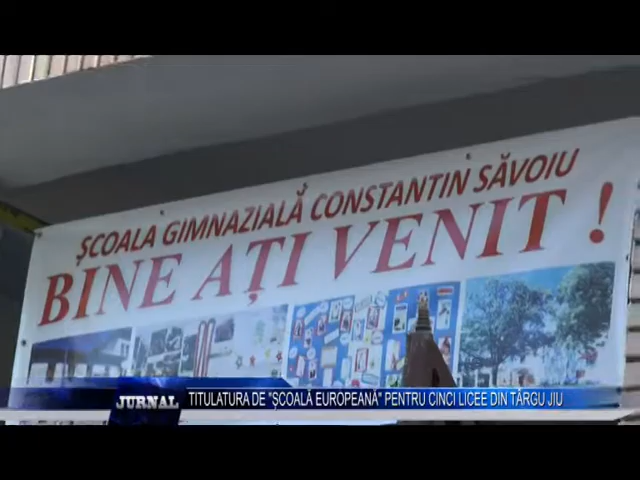 ȘCOALA GIMNAZIALĂ CONSTANTIN SĂVOIU
BINE AȚI VENIT !
JURNAL
TITULATURA DE "ȘCOALĂ EUROPEANĂ" PENTRU CINCI LICEE DIN TÂRGU JIU